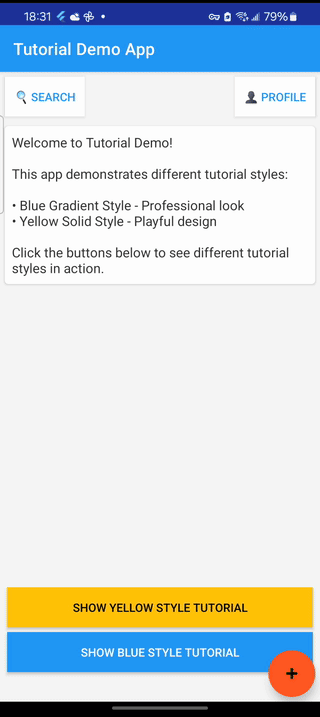 18:31 79%
Tutorial Demo App
SEARCH PROFILE
Welcome to Tutorial Demo!
This app demonstrates different tutorial styles:
• Blue Gradient Style - Professional look
• Yellow Solid Style - Playful design
Click the buttons below to see different tutorial
styles in action.
SHOW YELLOW STYLE TUTORIAL
SHOW BLUE STYLE TUTORIAL
+